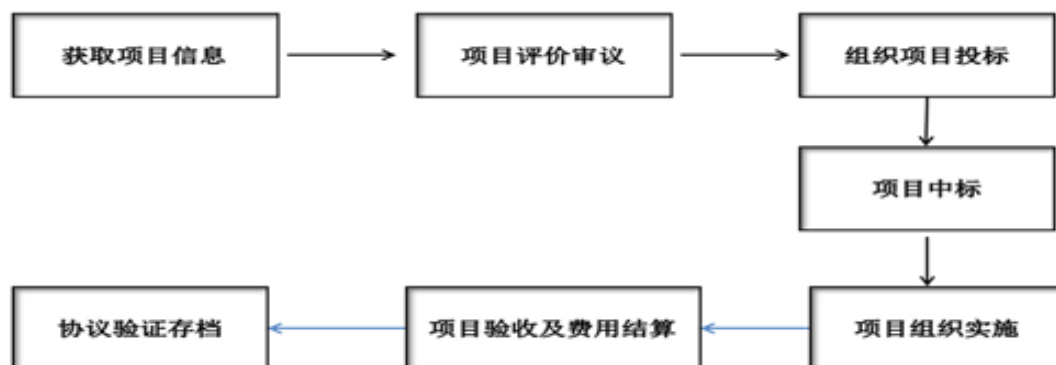 获取项目信息
项目评价审议
组织项目投标
项目中标
项目组织实施
项目验收及费用结算
协议验证存档